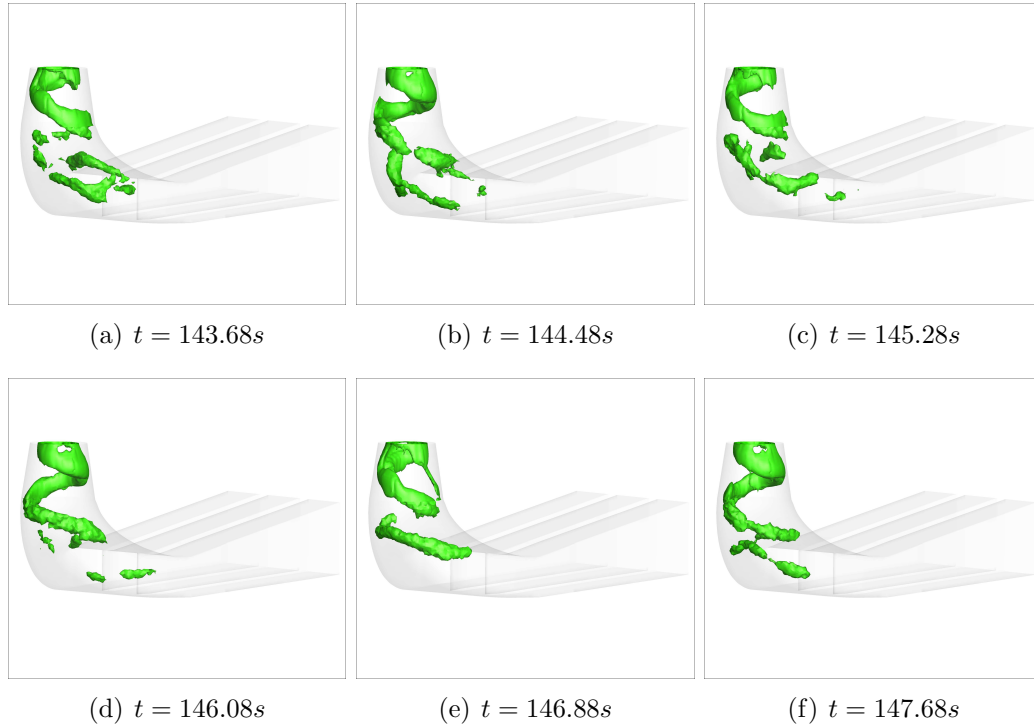 (a) t = 143.68s
(b) t = 144.48s
(c) t = 145.28s
(d) t = 146.08s
(e) t = 146.88s
(f) t = 147.68s